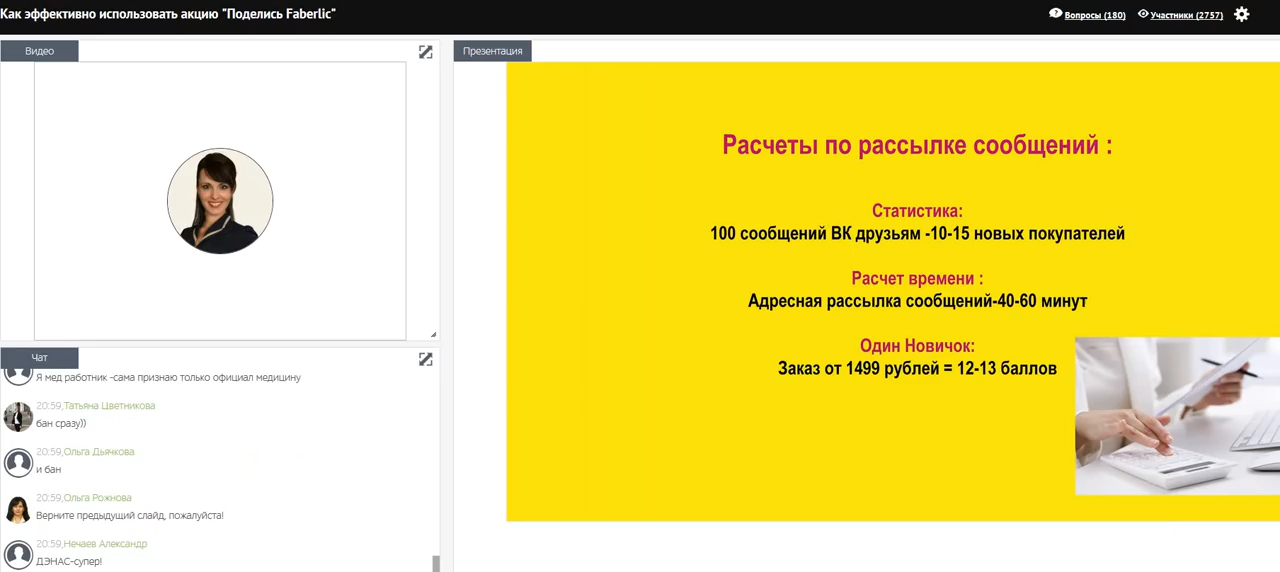 Как эффективно использовать акцию "Поделись Faberlic"
Вопросы (180)
Участники (2757)
Видео
Презентация
Расчеты по рассылке сообщений :
Статистика:
100 сообщений ВК друзьям -10-15 новых покупателей
Расчет времени :
Адресная рассылка сообщений-40-60 минут
Один Новичок:
Заказ от 1499 рублей = 12-13 баллов
Чат
Я мед работник -сама признаю только официал медицину
20:59,Татьяна Цветникова
бан сразу))
20:59,Ольга Дьячкова
и бан
20:59,Ольга Рожнова
Верните предыдущий слайд, пожалуйста!
20:59,Нечаев Александр
ДЭНАС-супер!